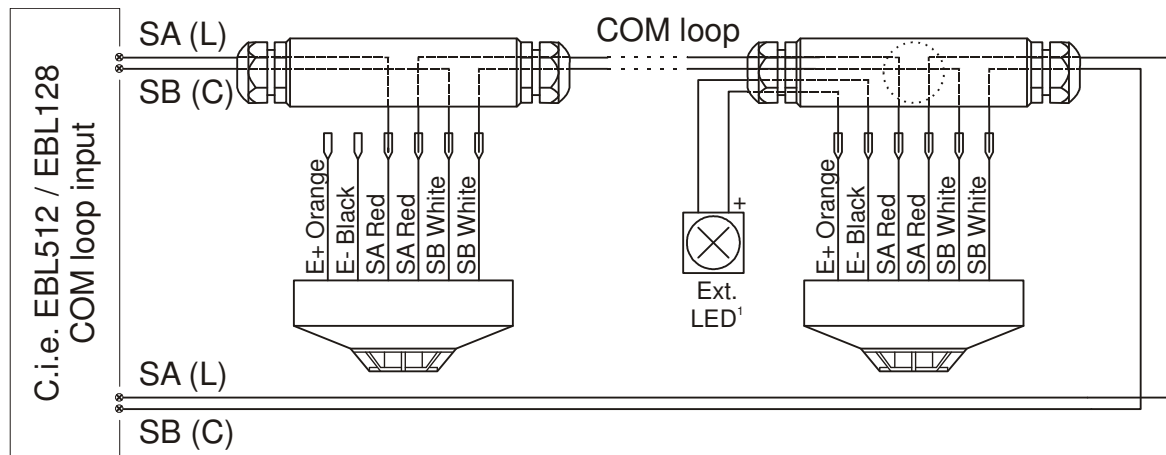 C.i.e. EBL512 / EBL128
COM loop input
SA (L)
SB (C)
COM loop
E+ Orange
E- Black
SA Red
SA Red
SB White
SB White
+
Ext.
LED¹
E+ Orange
E- Black
SA Red
SA Red
SB White
SB White
SA (L)
SB (C)